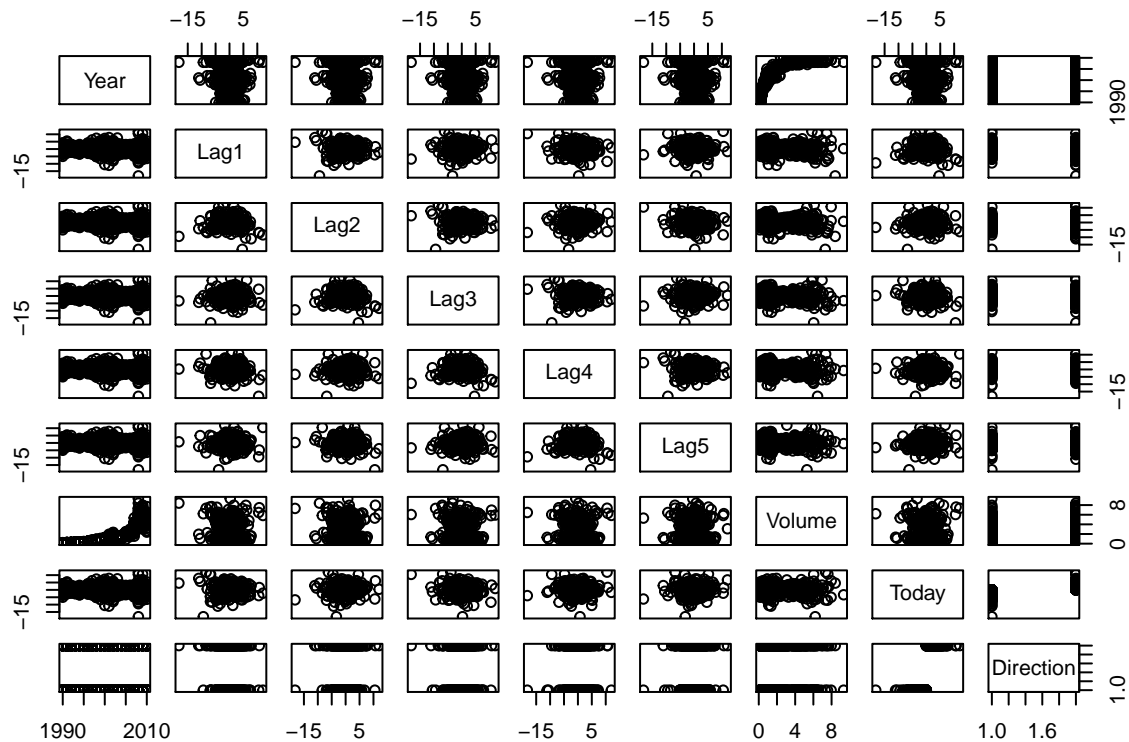 −15 5 −15 5 −15 5 −15 5
Year 1990
−15 Lag1
Lag2 −15
−15 Lag3
Lag4 −15
−15 Lag5
Volume 0 8
−15 Today
Direction 1.0
1990 2010 −15 5 −15 5 0 4 8 1.0 1.6